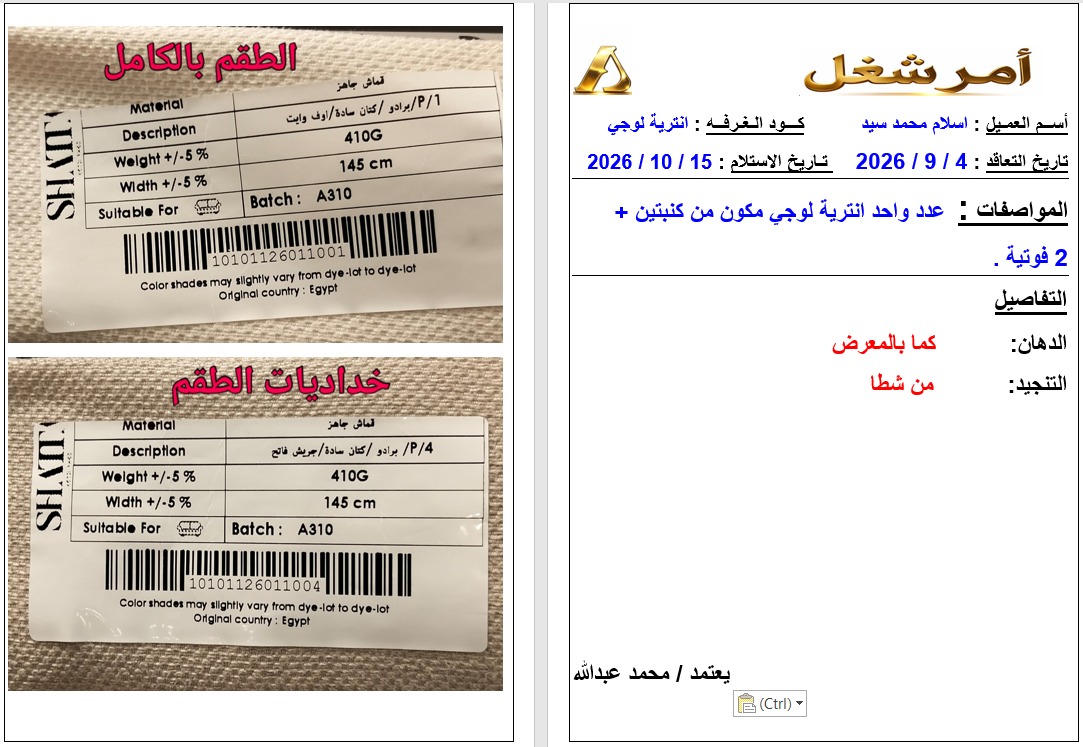 أمر شغل
أسـم العميـل : اسلام محمد سيد كـــود الـغـرفــه : انترية لوجي
تاريخ التعاقد : 4 / 9 / 2026 تـاريخ الاستلام : 15 / 10 / 2026
المواصفات : عدد واحد انترية لوجي مكون من كنبتين +
2 فوتية .
التفاصيل
الدهان: كما بالمعرض
التنجيد: من شطا
يعتمد / محمد عبدالله
(Ctrl)
الطقم بالكامل
Material قماش جاهز
Description P/1/برادو /كتان سادة/اوف وايت
Weight +/-5 % 410G
Width +/-5 % 145 cm
Suitable For Batch : A310
10101126011001
Color shades may slightly vary from dye-lot to dye-lot
Original country : Egypt
خداديات الطقم
Material قماش جاهز
Description P/4/ برادو /كتان سادة/جريش فاتح
Weight +/-5 % 410G
Width +/-5 % 145 cm
Suitable For Batch : A310
10101126011004
Color shades may slightly vary from dye-lot to dye-lot
Original country : Egypt